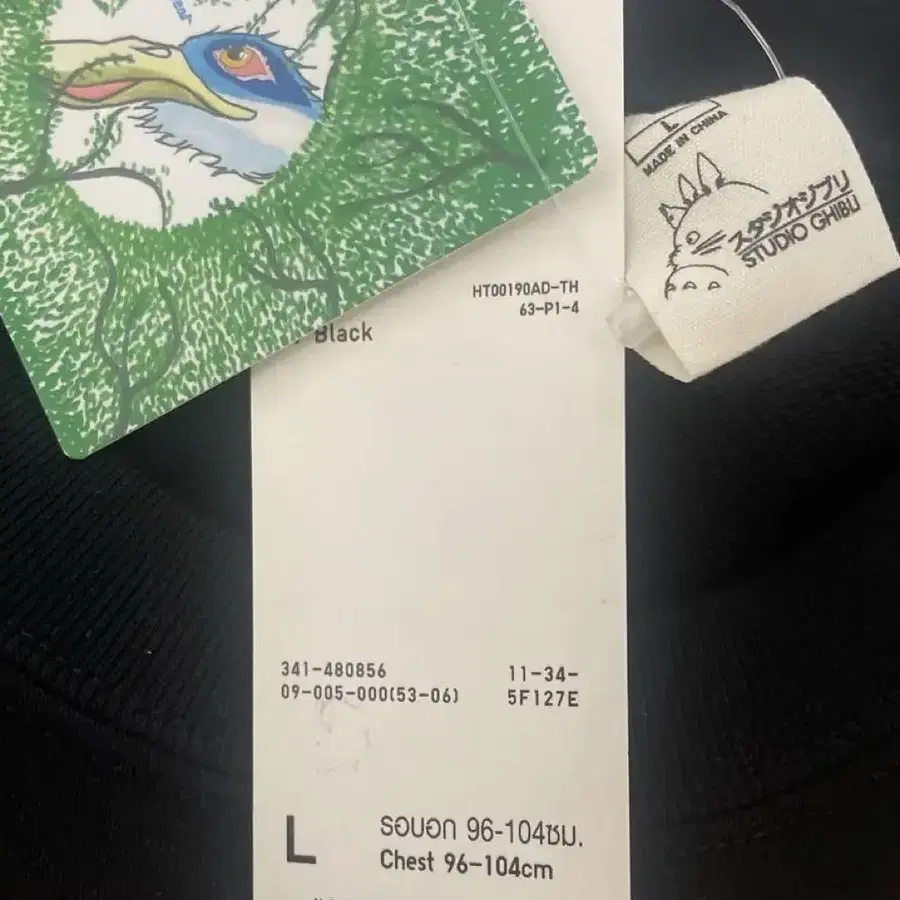 HT00190AD-TH
63-P1-4
Black
L
MADE IN CHINA
スタジオジブリ
STUDIO GHIBLI
341-480856
09-005-000(53-06)
11-34-
5F127E
L
รอบอก 96-104ซม.
Chest 96-104cm